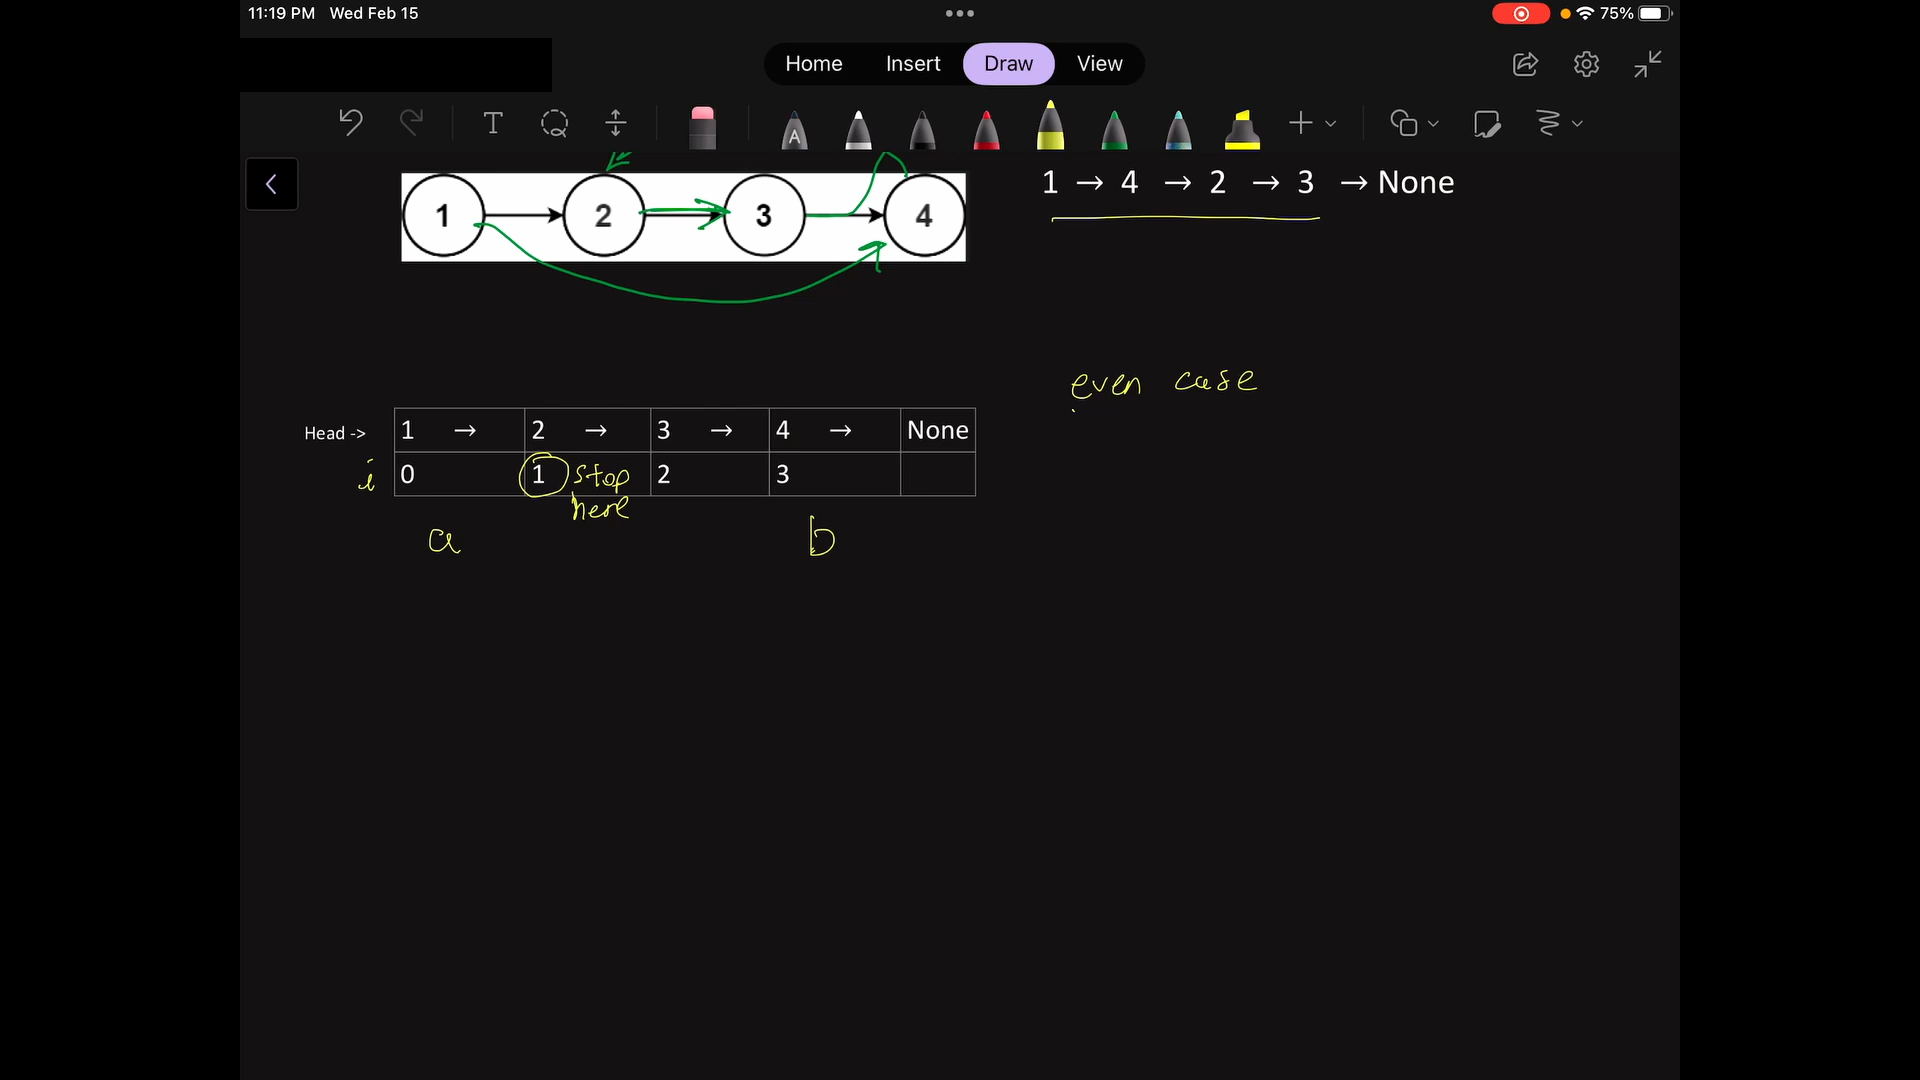 11:19 PM Wed Feb 15
75%
Home Insert Draw View
T
A
1 2 3 4
1 → 4 → 2 → 3 → None
even case
Head -> 1 → 2 → 3 → 4 → None
i 0 1 stop 2 3
here
a b